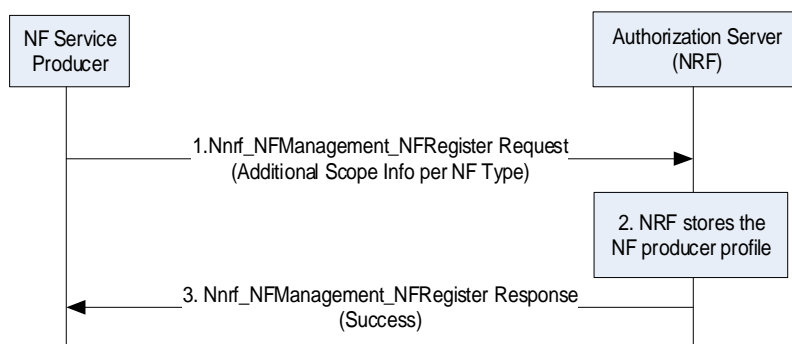 NF Service
Producer
Authorization Server
(NRF)
1.Nnrf_NFManagement_NFRegister Request
(Additional Scope Info per NF Type)
2. NRF stores the
NF producer profile
3. Nnrf_NFManagement_NFRegister Response
(Success)